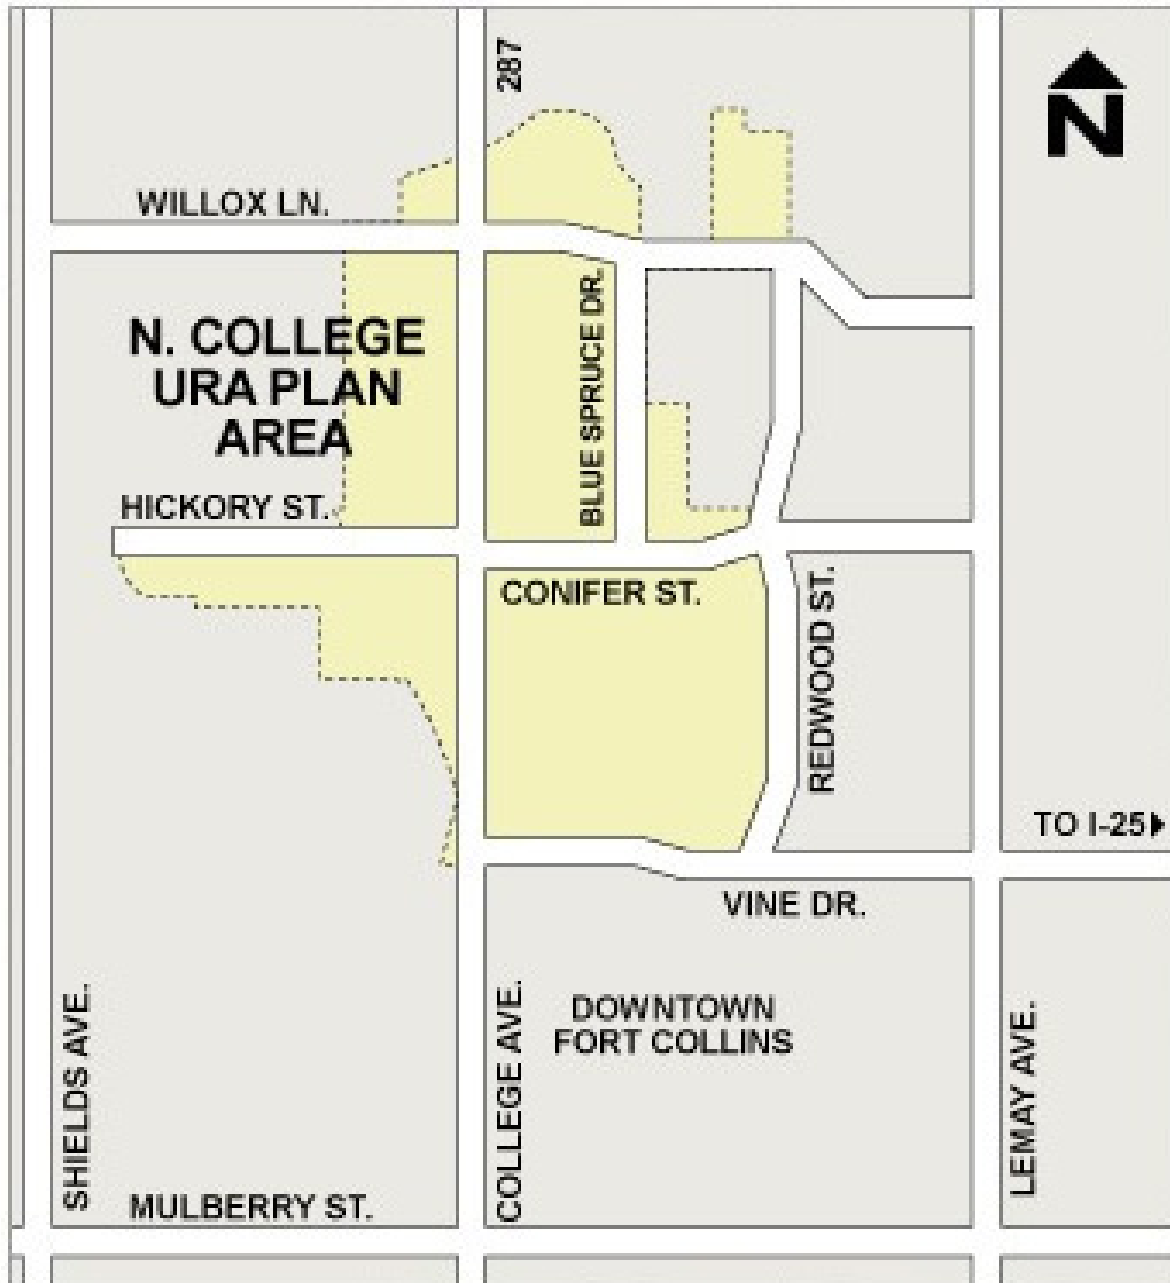 287
N
WILLOX LN.
N. COLLEGE
URA PLAN
AREA
BLUE SPRUCE DR.
HICKORY ST.
CONIFER ST.
REDWOOD ST.
TO I-25
VINE DR.
SHIELDS AVE.
COLLEGE AVE.
DOWNTOWN
FORT COLLINS
LEMAY AVE.
MULBERRY ST.